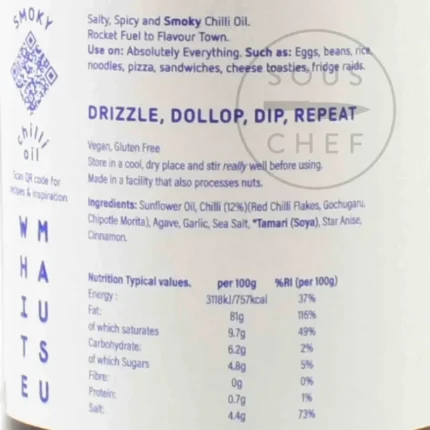 SMOKY
chilli
oil
Scan QR code for
recipes & inspiration
WHITE
MAUSU
Salty, Spicy and Smoky Chilli Oil.
Rocket Fuel to Flavour Town.
Use on: Absolutely Everything. Such as: Eggs, beans, rice,
noodles, pizza, sandwiches, cheese toasties, fridge raids.
DRIZZLE, DOLLOP, DIP, REPEAT
Vegan, Gluten Free
Store in a cool, dry place and stir really well before using.
Made in a facility that also processes nuts.
Ingredients: Sunflower Oil, Chilli (12%)(Red Chilli Flakes, Gochugaru,
Chipotle Morita), Agave, Garlic, Sea Salt, *Tamari (Soya), Star Anise,
Cinnamon.
Nutrition Typical values. per 100g %RI (per 100g)
Energy: 3118kJ/757kcal 37%
Fat: 81g 116%
of which saturates 9.7g 49%
Carbohydrate: 6.2g 2%
of which Sugars 4.8g 5%
Fibre: 0g 0%
Protein: 0.7g 1%
Salt: 4.4g 73%
SOUS
CHEF